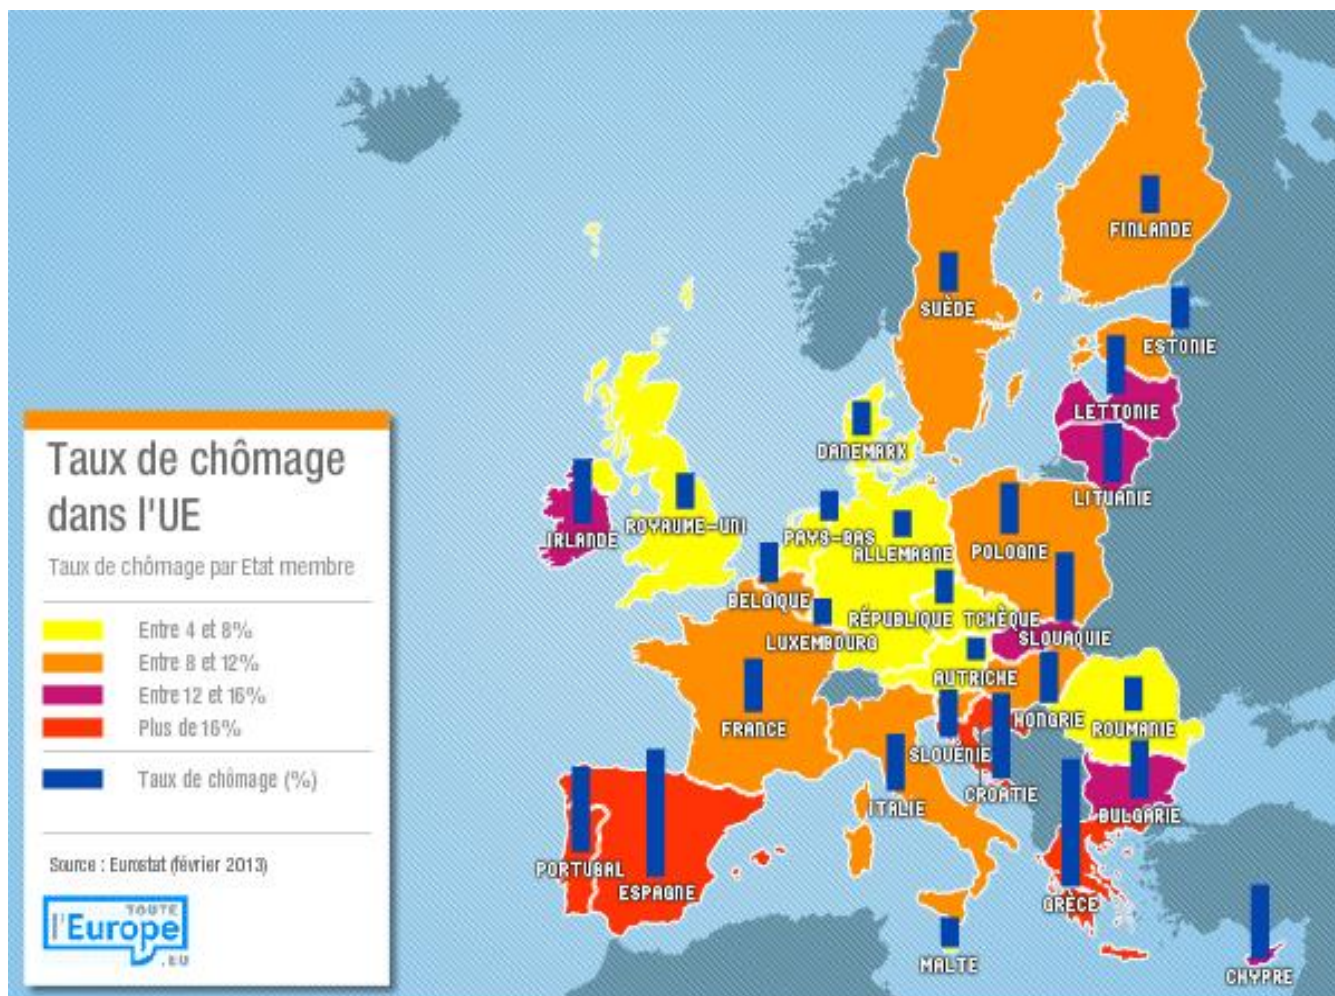 FINLANDE
SUÈDE
ESTONIE
LETTONIE
DANEMARK
LITUANIE
IRLANDE
ROYAUME-UNI
PAYS-BAS
ALLEMAGNE
POLOGNE
BELGIQUE
RÉPUBLIQUE TCHÈQUE
LUXEMBOURG
SLOVAQUIE
AUTRICHE
FRANCE
HONGRIE
ROUMANIE
SLOVÉNIE
CROATIE
ITALIE
BULGARIE
PORTUGAL
ESPAGNE
GRÈCE
MALTE
CHYPRE
Taux de chômage
dans l'UE
Taux de chômage par Etat membre
Entre 4 et 8%
Entre 8 et 12%
Entre 12 et 16%
Plus de 16%
Taux de chômage (%)
Source : Eurostat (février 2013)
TOUTE
l'Europe
.EU